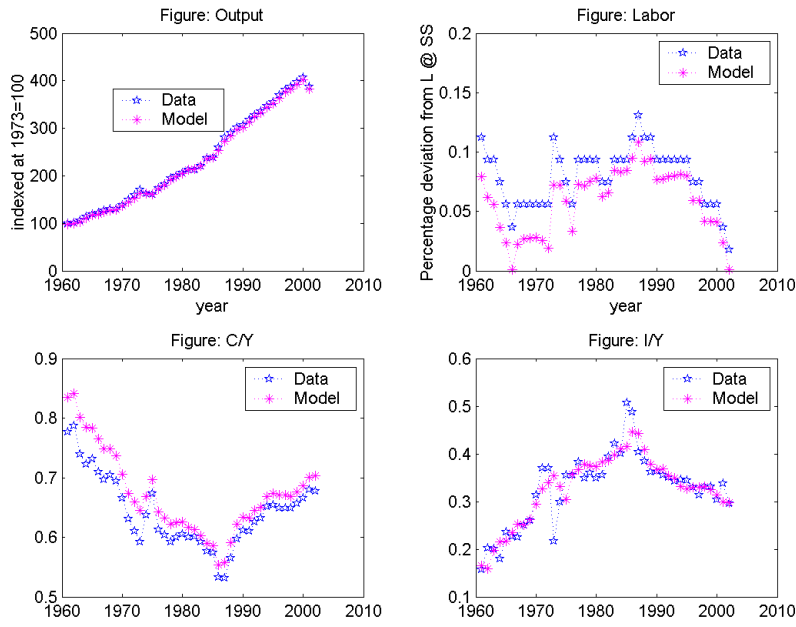 Figure: Output
500
400
300
200
100
0
indexed at 1973=100
Data
Model
1960
1970
1980
1990
2000
2010
year
Figure: Labor
0.2
0.15
0.1
0.05
0
Percentage deviation from L @ SS
Data
Model
1960
1970
1980
1990
2000
2010
year
Figure: C/Y
0.9
0.8
0.7
0.6
0.5
Data
Model
1960
1970
1980
1990
2000
2010
Figure: I/Y
0.6
0.5
0.4
0.3
0.2
0.1
Data
Model
1960
1970
1980
1990
2000
2010